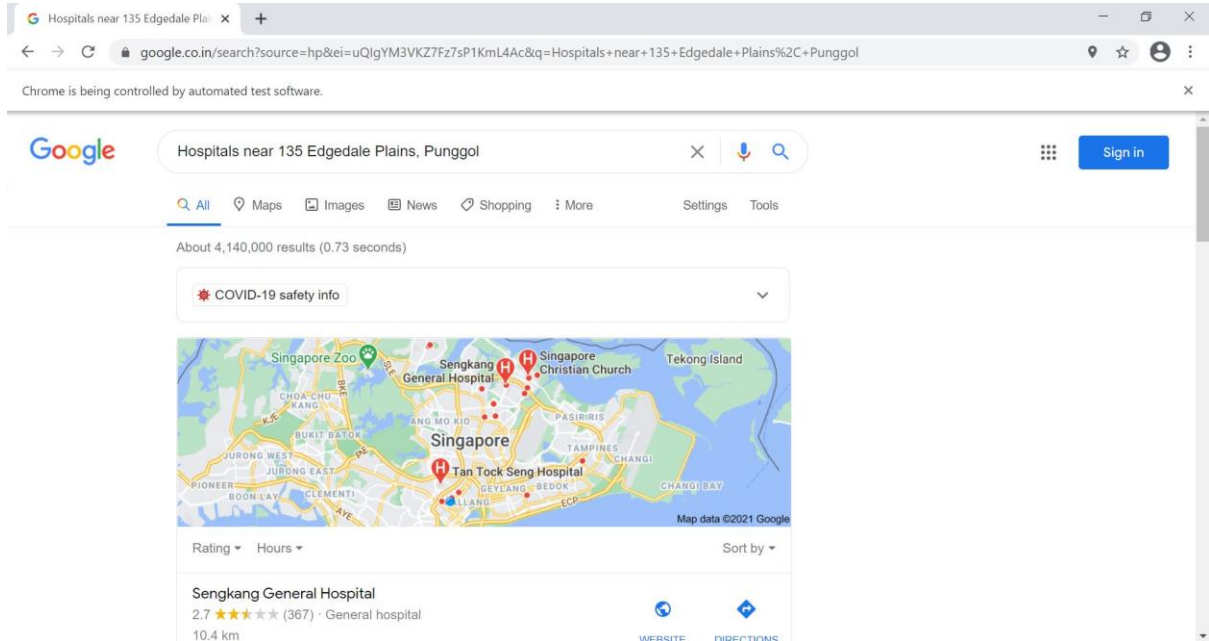 Hospitals near 135 Edgedale Plai
google.co.in/search?source=hp&ei=uQIgYM3VKZ7Fz7sP1KmL4Ac&q=Hospitals+near+135+Edgedale+Plains%2C+Punggol
Chrome is being controlled by automated test software.
Google
Hospitals near 135 Edgedale Plains, Punggol
Sign in
All Maps Images News Shopping More Settings Tools
About 4,140,000 results (0.73 seconds)
COVID-19 safety info
Singapore Zoo
SLE
Sengkang General Hospital
Singapore Christian Church
Tekong Island
BKE
CHOA CHU KANG
KJE
ANG MO KIO
PASIR RIS
BUKIT BATOK
Singapore
TAMPINES
JURONG WEST
PIE
CHANGI
JURONG EAST
Tan Tock Seng Hospital
PIONEER
GEYLANG
BEDOK
CHANGI BAY
BOON LAY
CLEMENTI
LLANG
ECP
AYE
Map data ©2021 Google
Rating Hours Sort by
Sengkang General Hospital
2.7 (367) · General hospital
10.4 km
WEBSITE DIRECTIONS